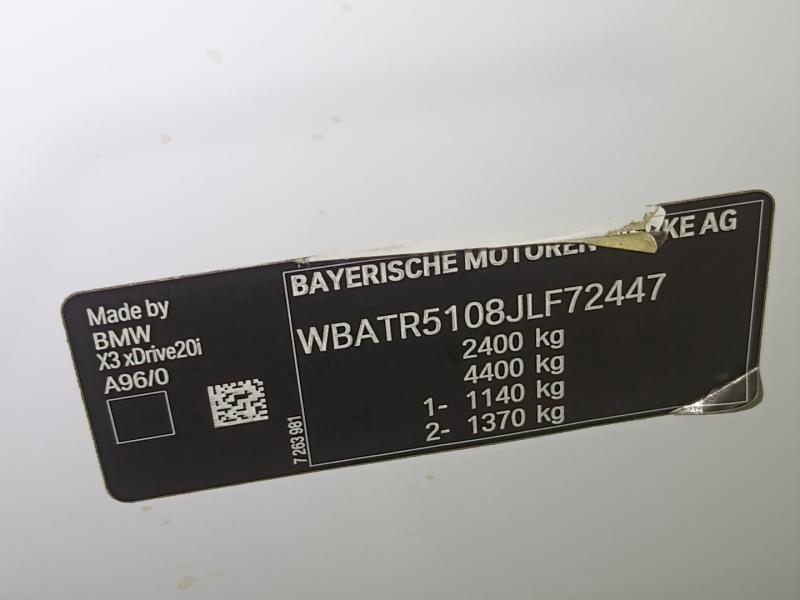 Made by
BMW
X3 xDrive20i
A96/0
7 263 981
BAYERISCHE MOTOREN KE AG
WBATR5108JLF72447
2400 kg
4400 kg
1- 1140 kg
2- 1370 kg